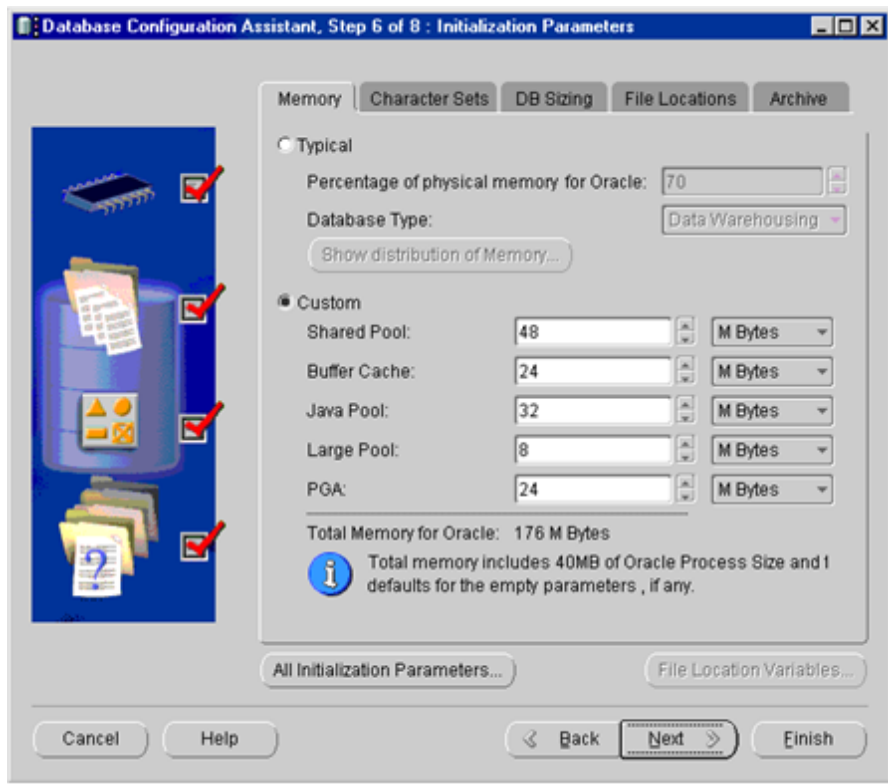 Database Configuration Assistant, Step 6 of 8 : Initialization Parameters
Memory Character Sets DB Sizing File Locations Archive
Typical
Percentage of physical memory for Oracle: 70
Database Type: Data Warehousing
Show distribution of Memory...
Custom
Shared Pool: 48 M Bytes
Buffer Cache: 24 M Bytes
Java Pool: 32 M Bytes
Large Pool: 8 M Bytes
PGA: 24 M Bytes
Total Memory for Oracle: 176 M Bytes
Total memory includes 40MB of Oracle Process Size and
defaults for the empty parameters , if any.
?
All Initialization Parameters... File Location Variables...
Cancel Help Back Next Finish